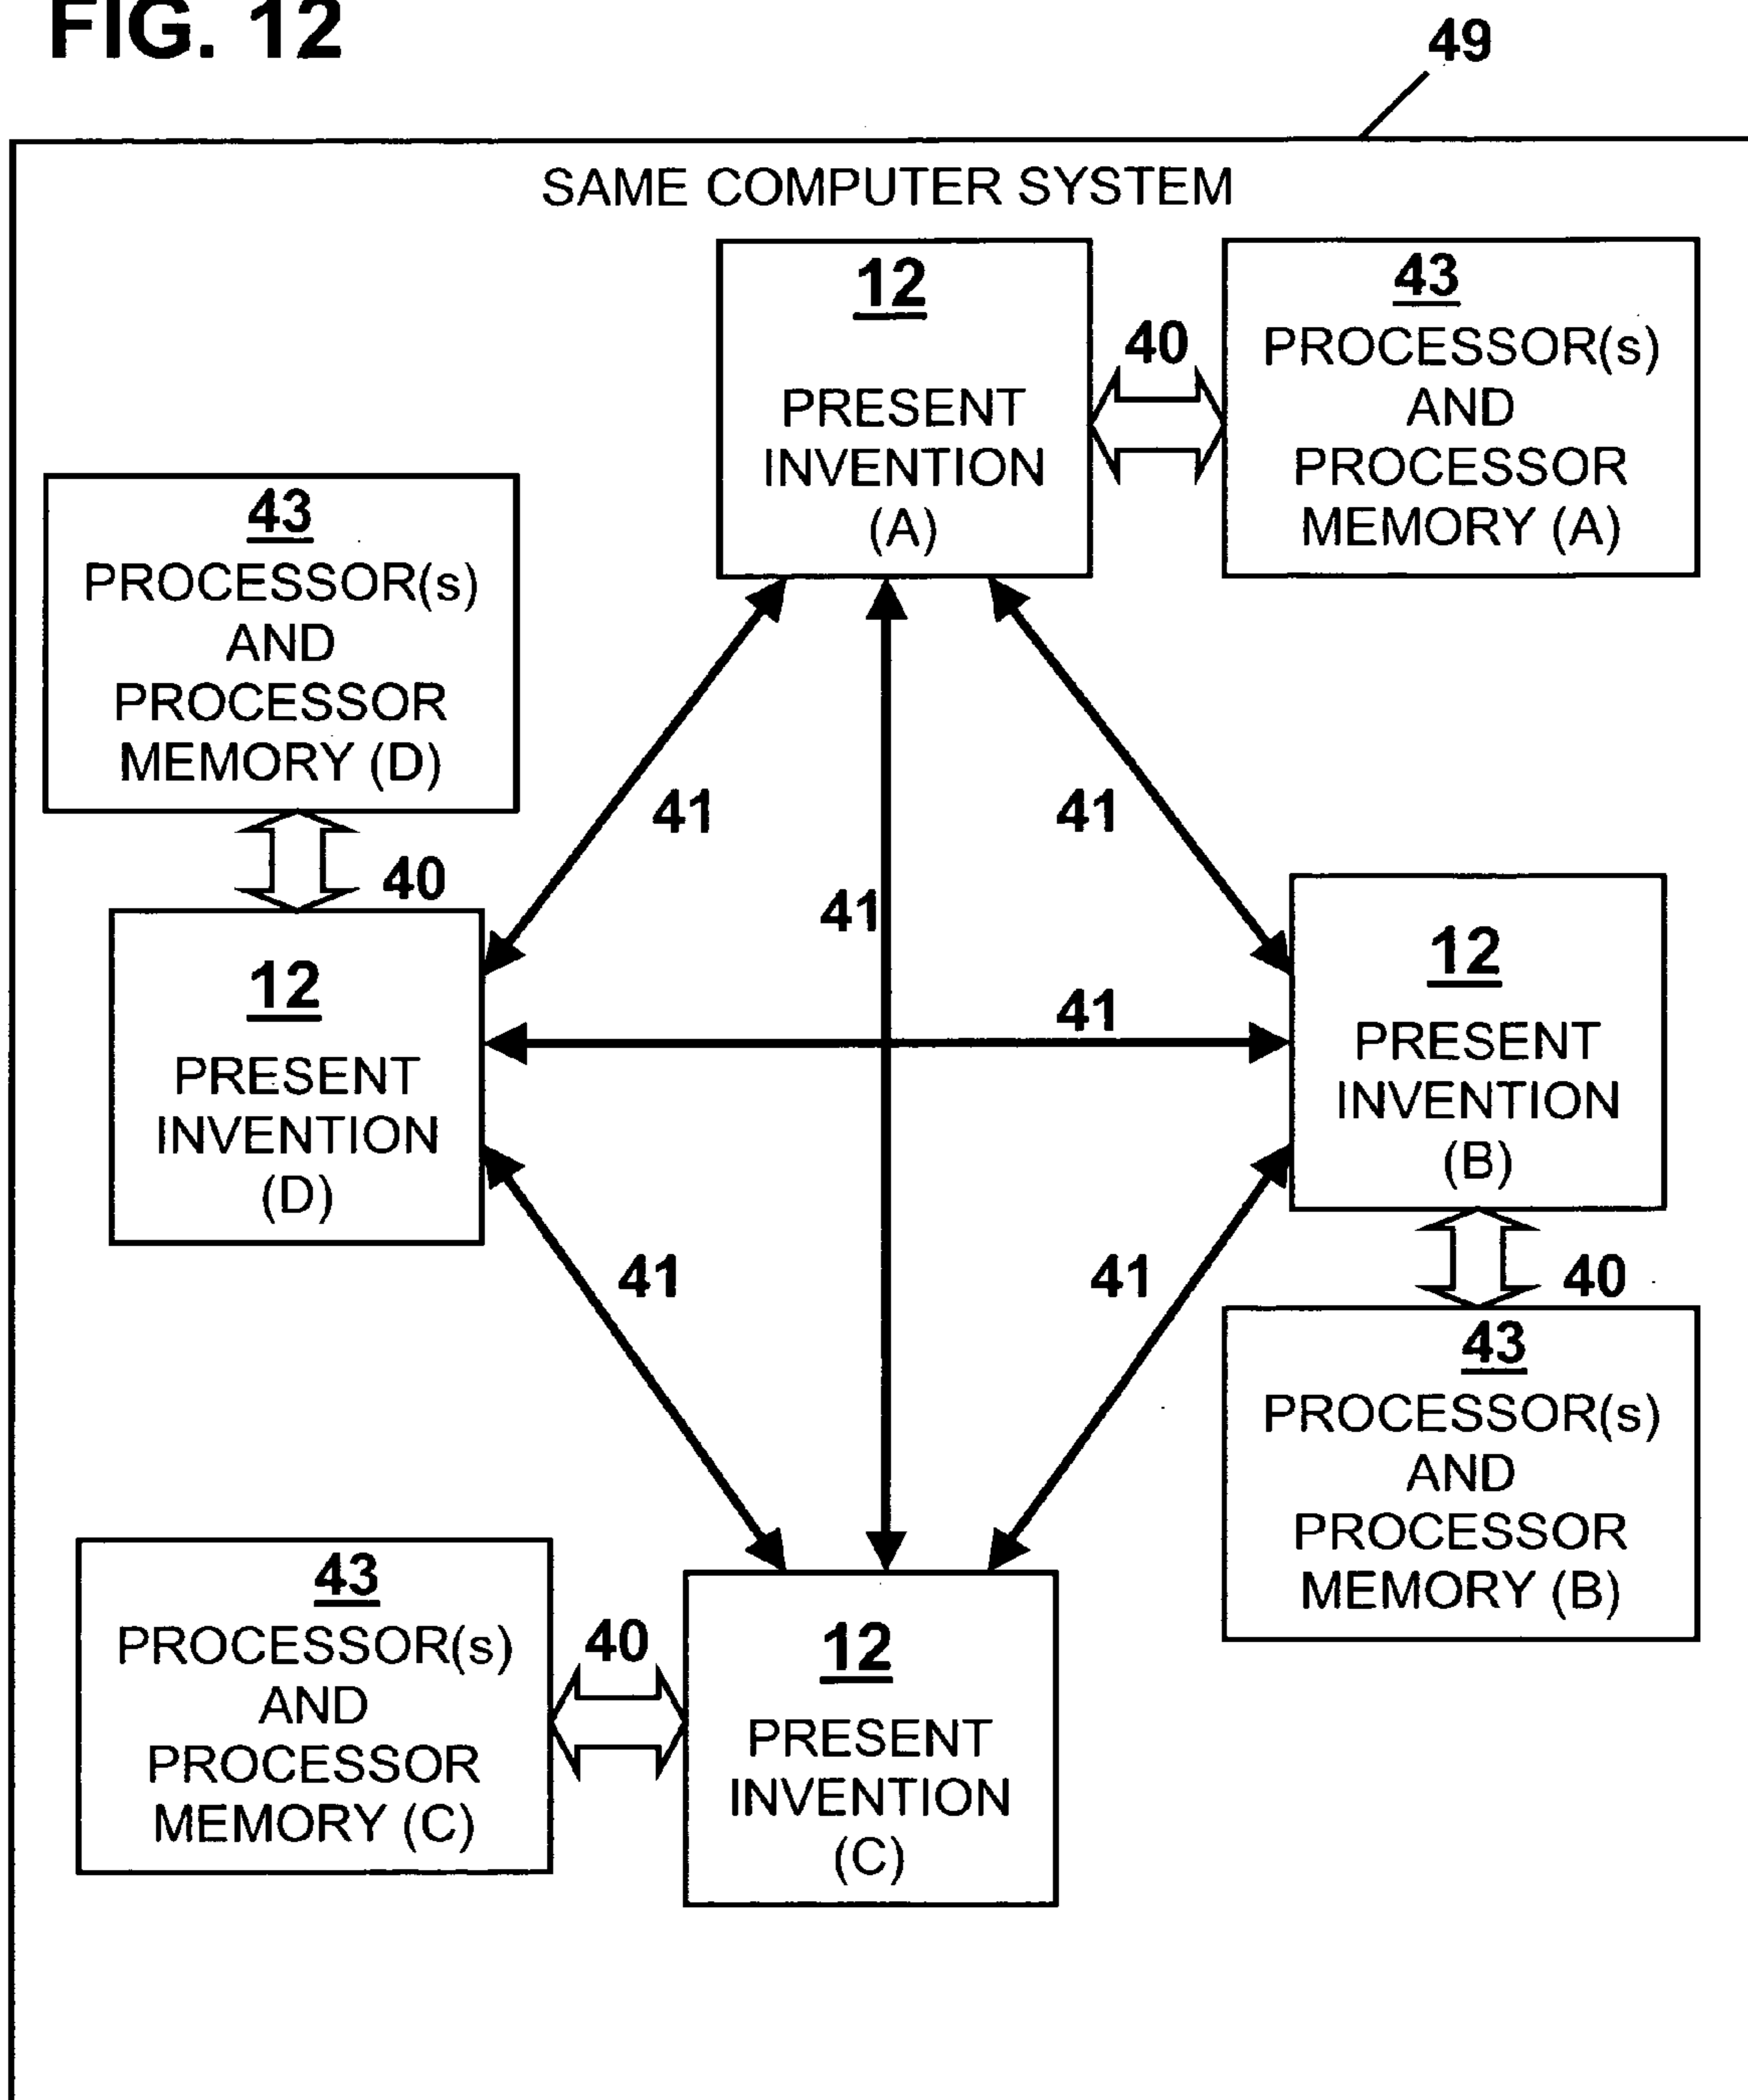 FIG. 12
49
SAME COMPUTER SYSTEM
12
PRESENT
INVENTION
(A)
40
43
PROCESSOR(s)
AND
PROCESSOR
MEMORY (A)
43
PROCESSOR(s)
AND
PROCESSOR
MEMORY (D)
40
41
41
41
41
12
PRESENT
INVENTION
(D)
12
PRESENT
INVENTION
(B)
41
41
40
43
PROCESSOR(s)
AND
PROCESSOR
MEMORY (B)
43
PROCESSOR(s)
AND
PROCESSOR
MEMORY (C)
40
12
PRESENT
INVENTION
(C)